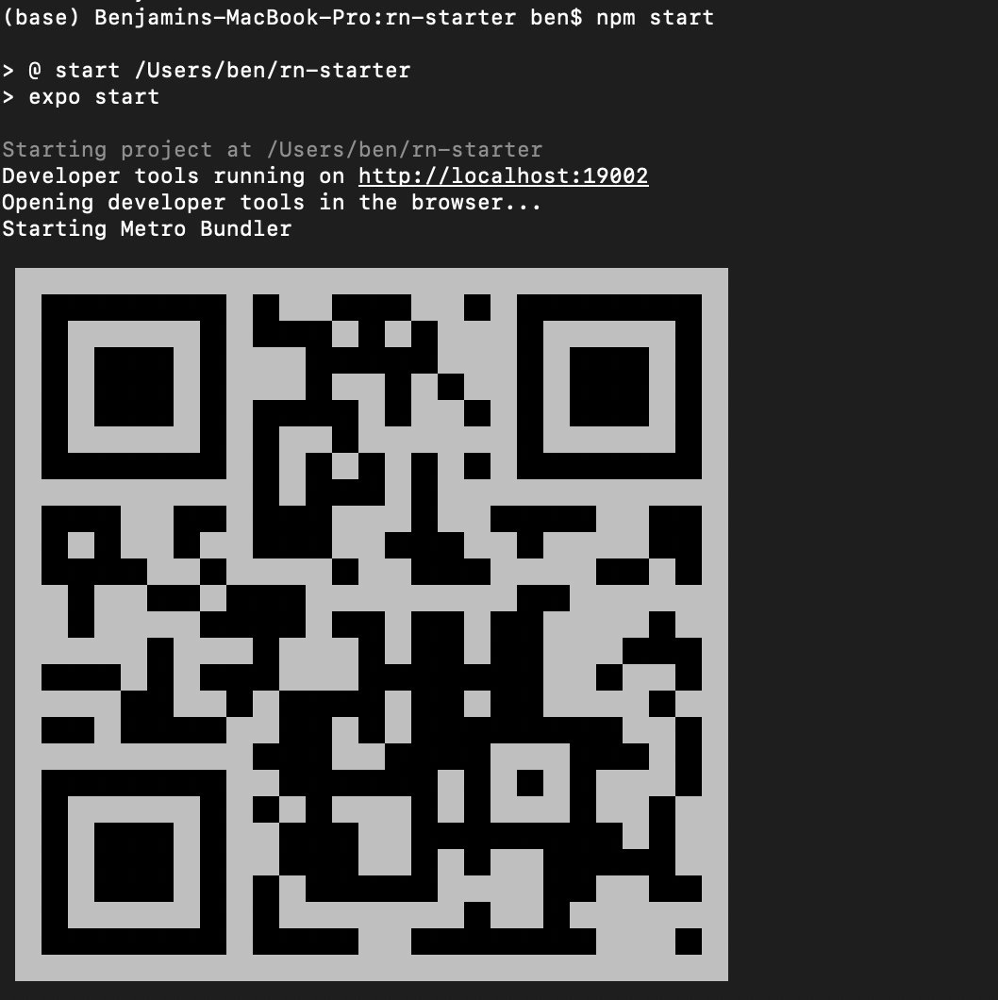 (base) Benjamins-MacBook-Pro:rn-starter ben$ npm start
> @ start /Users/ben/rn-starter
> expo start
Starting project at /Users/ben/rn-starter
Developer tools running on http://localhost:19002
Opening developer tools in the browser...
Starting Metro Bundler